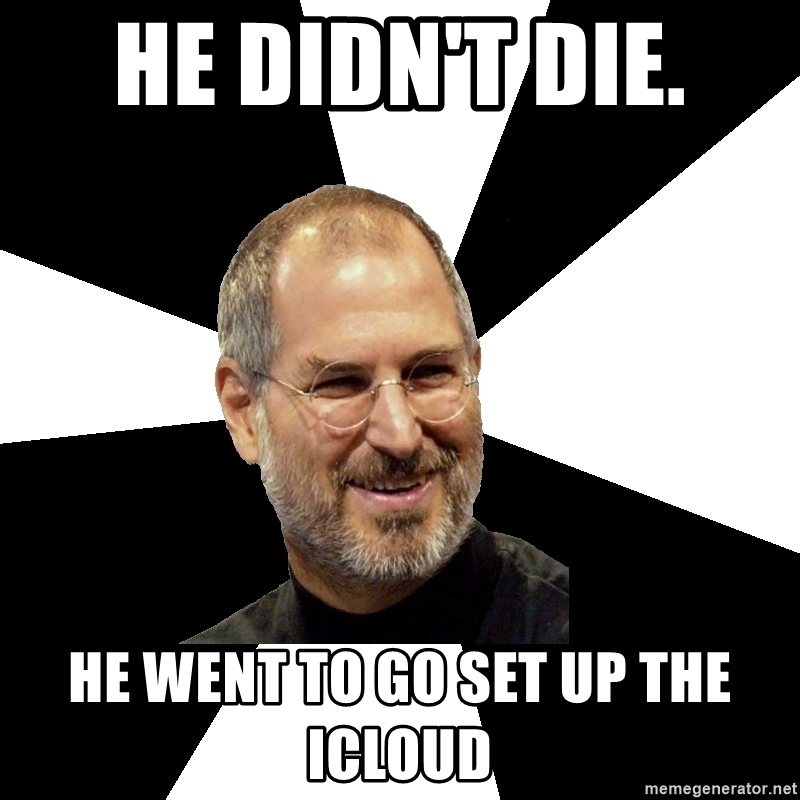 HE DIDN'T DIE.
HE WENT TO GO SET UP THE
ICLOUD
memegenerator.net